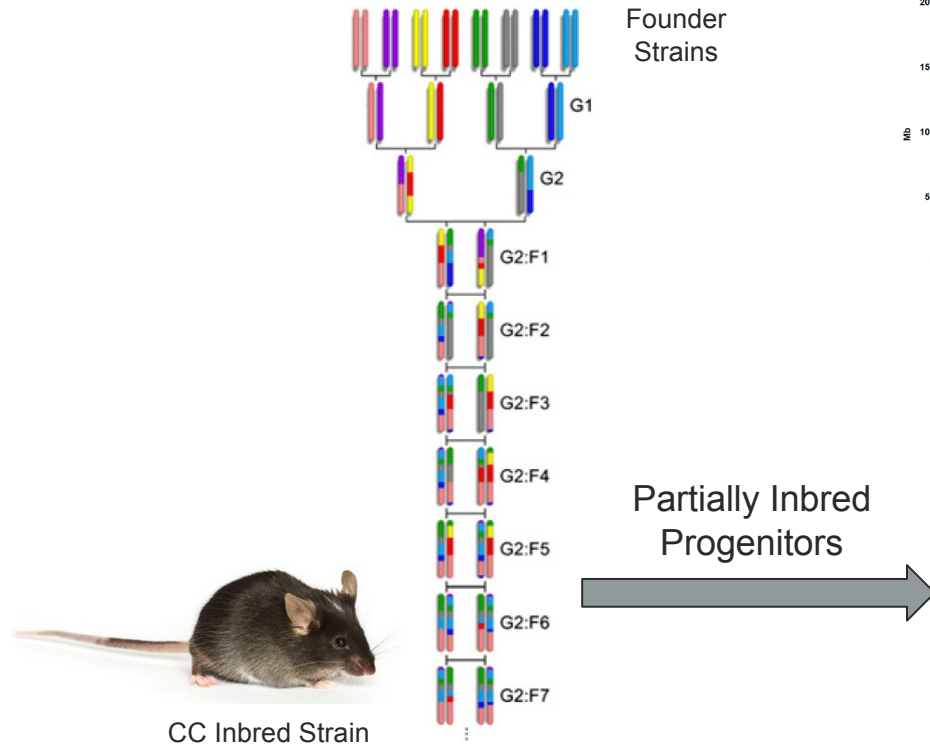 Founder
Strains
G1
G2
G2:F1
G2:F2
G2:F3
G2:F4
G2:F5
G2:F6
G2:F7
CC Inbred Strain
Partially Inbred
Progenitors
20
15
Mb
10
5